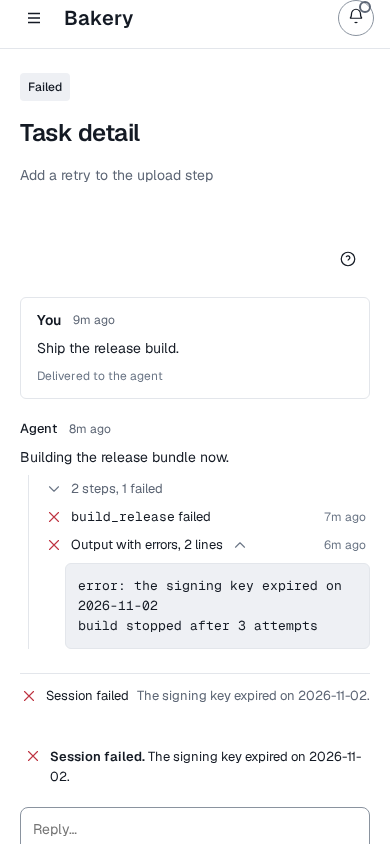 Bakery
Failed
Task detail
Add a retry to the upload step
You 9m ago
Ship the release build.
Delivered to the agent
Agent 8m ago
Building the release bundle now.
2 steps, 1 failed
build_release failed 7m ago
Output with errors, 2 lines 6m ago
error: the signing key expired on
2026-11-02
build stopped after 3 attempts
Session failed The signing key expired on 2026-11-02.
Session failed. The signing key expired on 2026-11-
02.
Reply...